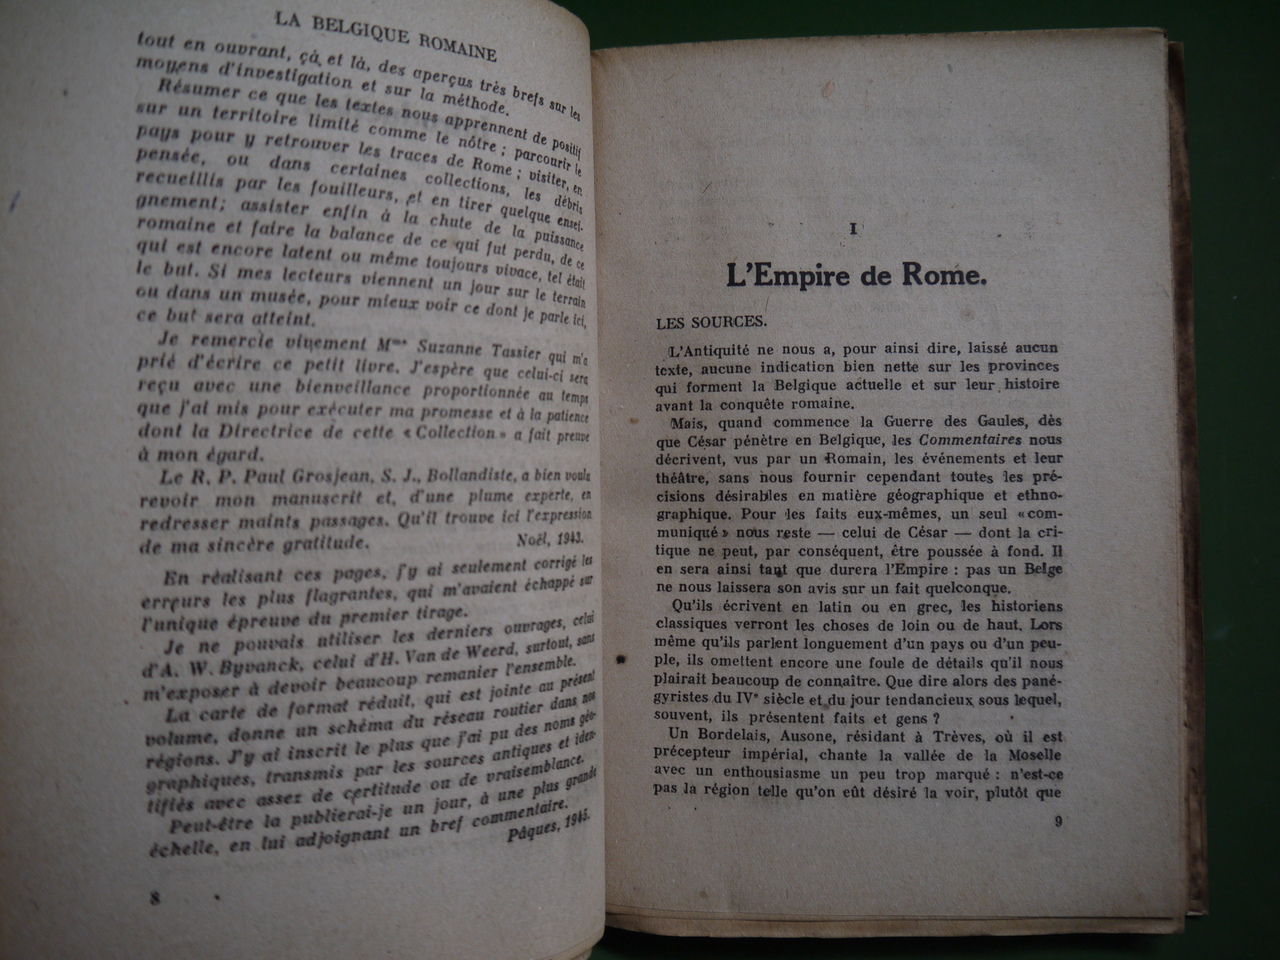 LA BELGIQUE ROMAINE
tout en ouvrant, çà et là, des aperçus très brefs sur les
moyens d'investigation et sur la méthode.
Résumer ce que les textes nous apprennent de positif
sur un territoire limité comme le nôtre ; parcourir le
pays pour y retrouver les traces de Rome ; visiter, en
pensée, ou dans certaines collections, les débris
recueillis par les fouilleurs, et en tirer quelque ensei-
gnement; assister enfin à la chute de la puissance
romaine et faire la balance de ce qui fut perdu, de ce
qui est encore latent ou même toujours vivace, tel était
le but. Si mes lecteurs viennent un jour sur le terrain
ou dans un musée, pour mieux voir ce dont je parle ici,
ce but sera atteint.
Je remercie vivement Mme Suzanne Tassier qui m'a
prié d'écrire ce petit livre. J'espère que celui-ci sera
reçu avec une bienveillance proportionnée au temps
que j'ai mis pour exécuter ma promesse et à la patience
dont la Directrice de cette « Collection » a fait preuve
à mon égard.
Le R. P. Paul Grosjean, S. J., Bollandiste, a bien voulu
revoir mon manuscrit et, d'une plume experte, en
redresser maints passages. Qu'il trouve ici l'expression
de ma sincère gratitude. Noël, 1943.
En réalisant ces pages, j'y ai seulement corrigé les
erreurs les plus flagrantes, qui m'avaient échappé sur
l'unique épreuve du premier tirage.
Je ne pouvais utiliser les derniers ouvrages, celui
d'A. W. Byvanck, celui d'H. Van de Weerd, surtout, sans
m'exposer à devoir beaucoup remanier l'ensemble.
La carte de format réduit, qui est jointe au présent
volume, donne un schéma du réseau routier dans nos
régions. J'y ai inscrit le plus que j'ai pu des noms géo-
graphiques, transmis par les sources antiques et iden-
tifiés avec assez de certitude ou de vraisemblance.
Peut-être la publierai-je un jour, à une plus grande
échelle, en lui adjoignant un bref commentaire.
Pâques, 1945.
8
I
L'Empire de Rome.
LES SOURCES.
L'Antiquité ne nous a, pour ainsi dire, laissé aucun
texte, aucune indication bien nette sur les provinces
qui forment la Belgique actuelle et sur leur histoire
avant la conquête romaine.
Mais, quand commence la Guerre des Gaules, dès
que César pénètre en Belgique, les Commentaires nous
décrivent, vus par un Romain, les événements et leur
théâtre, sans nous fournir cependant toutes les pré-
cisions désirables en matière géographique et ethno-
graphique. Pour les faits eux-mêmes, un seul « com-
muniqué » nous reste — celui de César — dont la cri-
tique ne peut, par conséquent, être poussée à fond. Il
en sera ainsi tant que durera l'Empire : pas un Belge
ne nous laissera son avis sur un fait quelconque.
Qu'ils écrivent en latin ou en grec, les historiens
classiques verront les choses de loin ou de haut. Lors
même qu'ils parlent longuement d'un pays ou d'un peu-
ple, ils omettent encore une foule de détails qu'il nous
plairait beaucoup de connaître. Que dire alors des pané-
gyristes du IVe siècle et du jour tendancieux sous lequel,
souvent, ils présentent faits et gens ?
Un Bordelais, Ausone, résidant à Trèves, où il est
précepteur impérial, chante la vallée de la Moselle
avec un enthousiasme un peu trop marqué : n'est-ce
pas la région telle qu'on eût désiré la voir, plutôt que
9